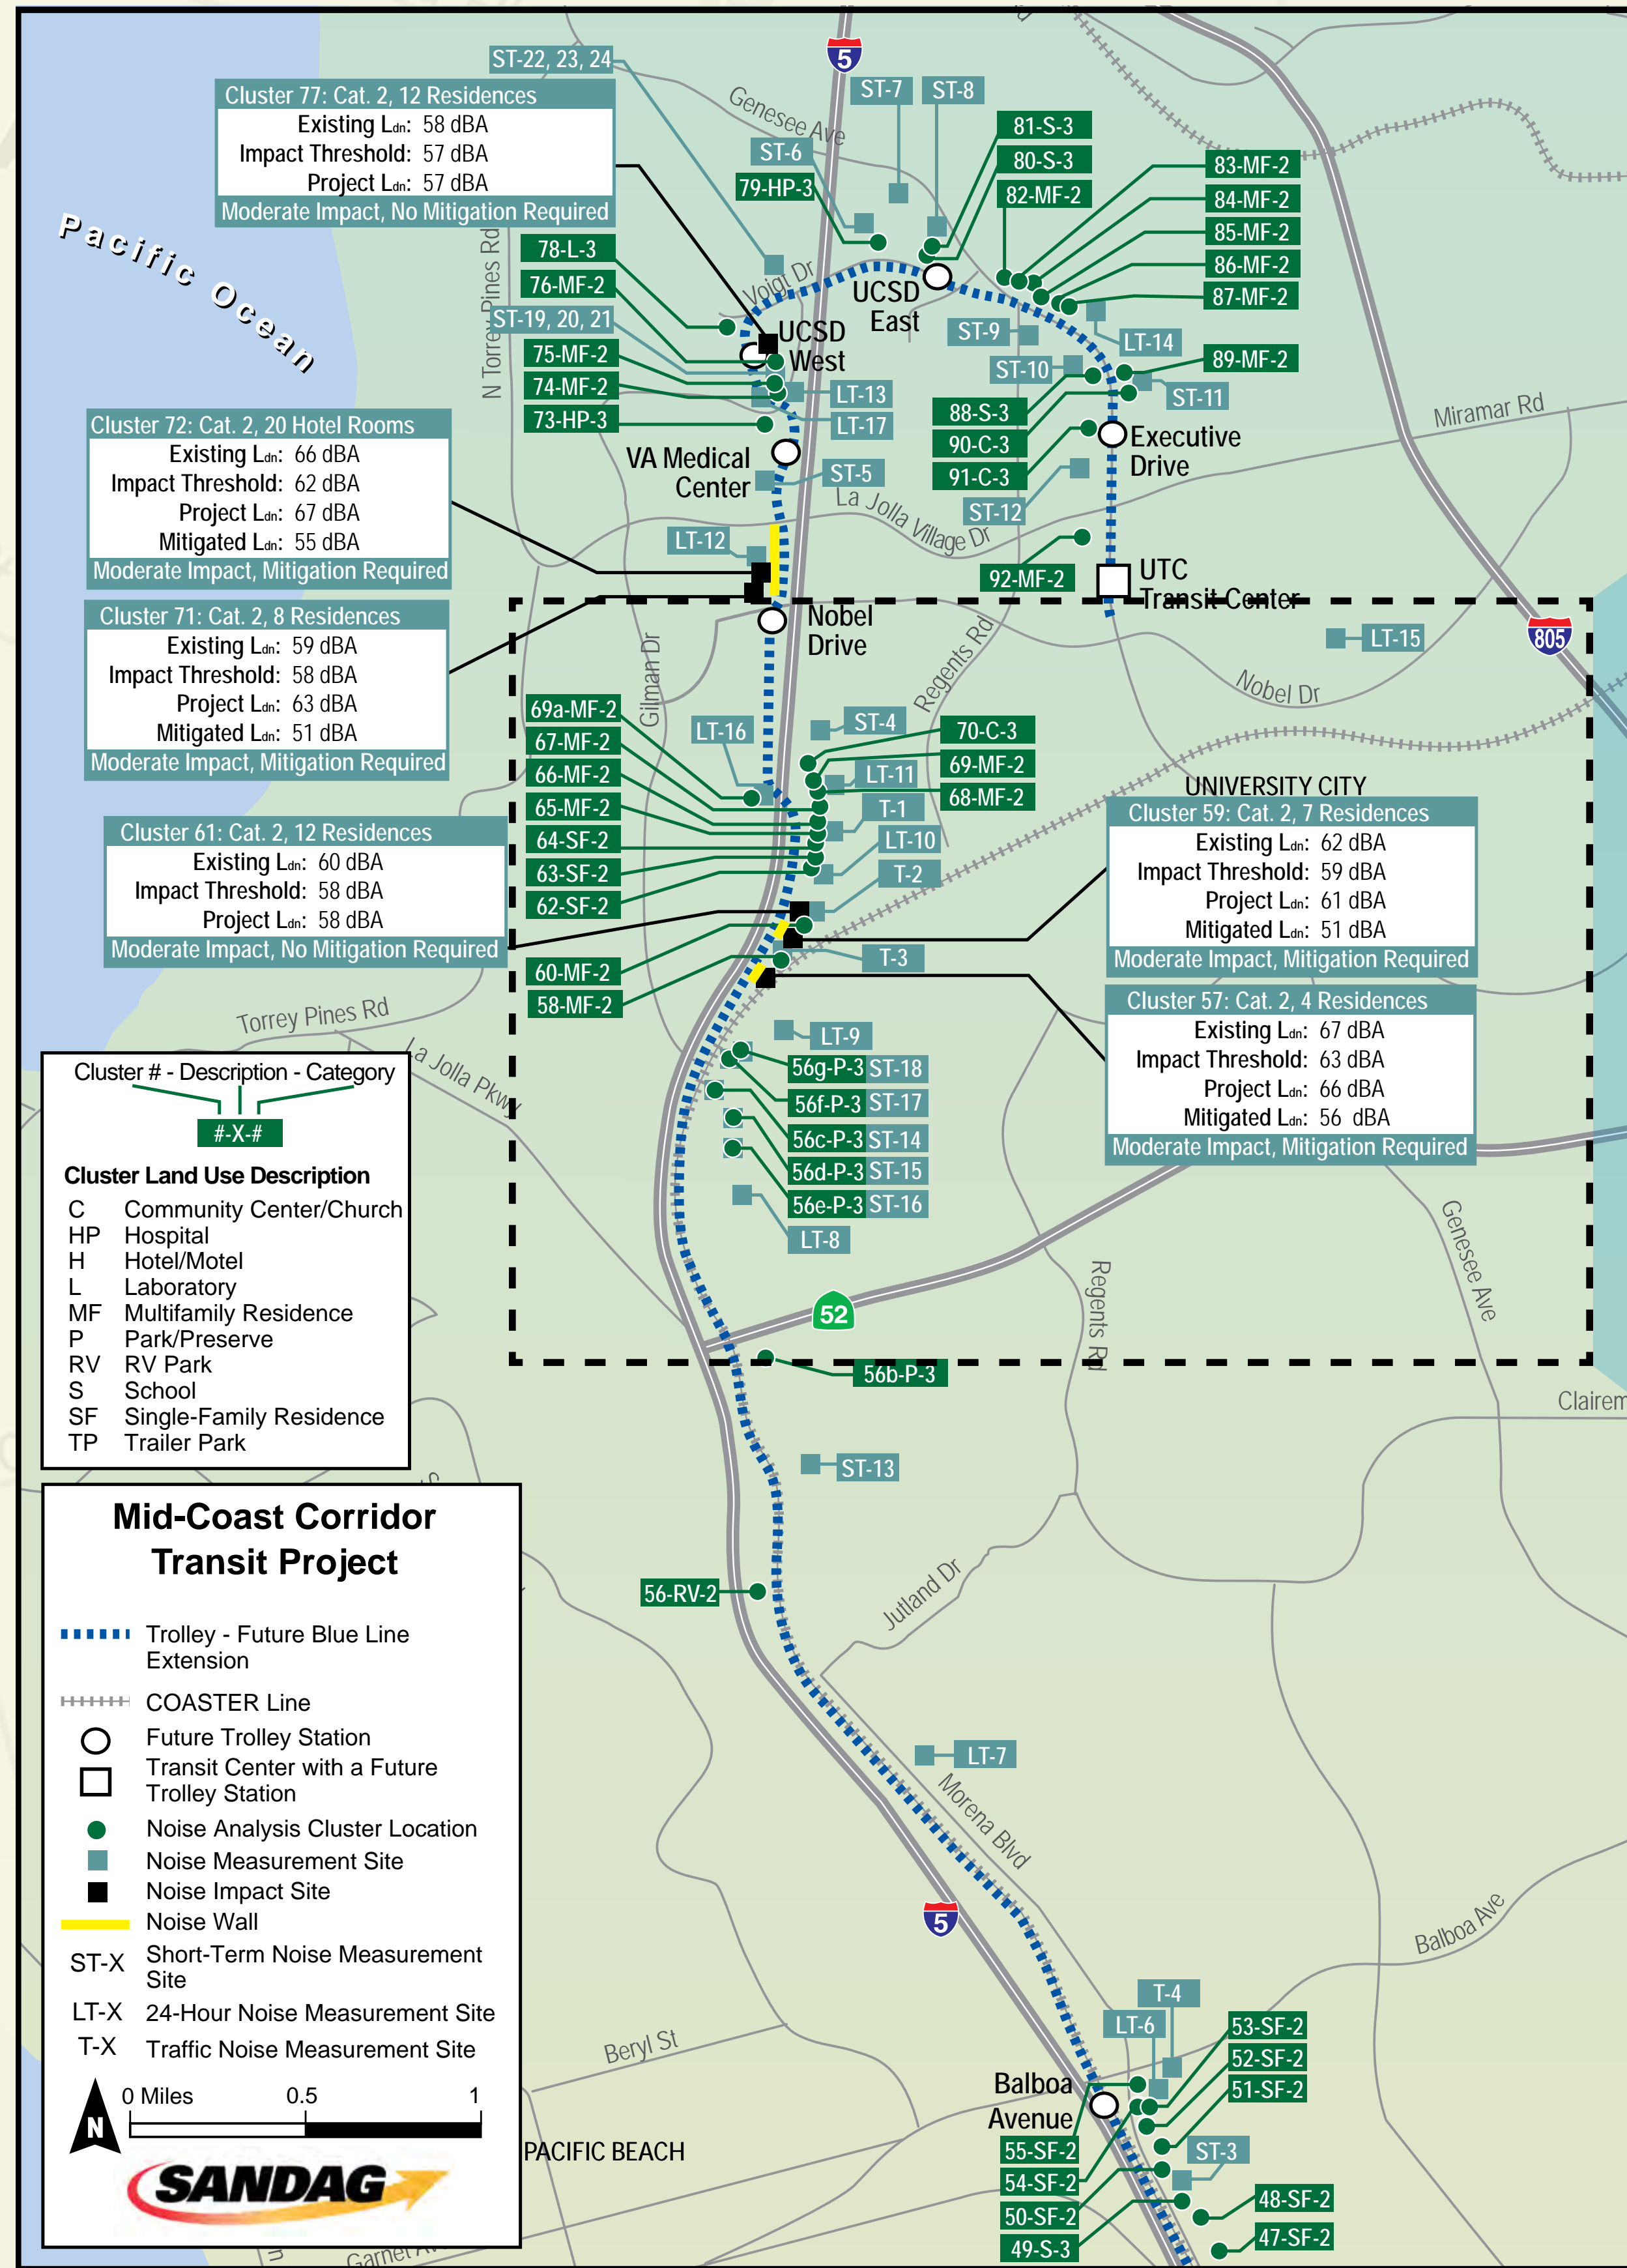 ST-22, 23, 24
5
Cluster 77: Cat. 2, 12 Residences
Existing Ldn: 58 dBA
Impact Threshold: 57 dBA
Project Ldn: 57 dBA
Moderate Impact, No Mitigation Required
Genesee Ave
ST-7
ST-8
81-S-3
ST-6
80-S-3
79-HP-3
82-MF-2
83-MF-2
84-MF-2
85-MF-2
86-MF-2
87-MF-2
Pacific Ocean
N Torrey Pines Rd
78-L-3
76-MF-2
ST-19, 20, 21
75-MF-2
74-MF-2
73-HP-3
Voigt Dr
UCSD
East
UCSD
West
ST-9
LT-14
ST-10
89-MF-2
ST-11
LT-13
LT-17
88-S-3
90-C-3
91-C-3
Miramar Rd
Executive
Drive
VA Medical
Center
ST-5
ST-12
La Jolla Village Dr
Cluster 72: Cat. 2, 20 Hotel Rooms
Existing Ldn: 66 dBA
Impact Threshold: 62 dBA
Project Ldn: 67 dBA
Mitigated Ldn: 55 dBA
Moderate Impact, Mitigation Required
LT-12
92-MF-2
UTC
Transit Center
Cluster 71: Cat. 2, 8 Residences
Existing Ldn: 59 dBA
Impact Threshold: 58 dBA
Project Ldn: 63 dBA
Mitigated Ldn: 51 dBA
Moderate Impact, Mitigation Required
Nobel
Drive
805
LT-15
Gilman Dr
Regents Rd
Nobel Dr
69a-MF-2
67-MF-2
66-MF-2
65-MF-2
64-SF-2
63-SF-2
62-SF-2
LT-16
ST-4
70-C-3
69-MF-2
68-MF-2
LT-11
T-1
LT-10
T-2
UNIVERSITY CITY
Cluster 59: Cat. 2, 7 Residences
Existing Ldn: 62 dBA
Impact Threshold: 59 dBA
Project Ldn: 61 dBA
Mitigated Ldn: 51 dBA
Moderate Impact, Mitigation Required
Cluster 61: Cat. 2, 12 Residences
Existing Ldn: 60 dBA
Impact Threshold: 58 dBA
Project Ldn: 58 dBA
Moderate Impact, No Mitigation Required
60-MF-2
58-MF-2
T-3
Cluster 57: Cat. 2, 4 Residences
Existing Ldn: 67 dBA
Impact Threshold: 63 dBA
Project Ldn: 66 dBA
Mitigated Ldn: 56 dBA
Moderate Impact, Mitigation Required
Torrey Pines Rd
La Jolla Pkwy
LT-9
56g-P-3 ST-18
56f-P-3 ST-17
56c-P-3 ST-14
56d-P-3 ST-15
56e-P-3 ST-16
LT-8
Cluster # - Description - Category
#-X-#
Cluster Land Use Description
C Community Center/Church
HP Hospital
H Hotel/Motel
L Laboratory
MF Multifamily Residence
P Park/Preserve
RV RV Park
S School
SF Single-Family Residence
TP Trailer Park
52
Regents Rd
Genesee Ave
56b-P-3
Clairem
ST-13
56-RV-2
Jutland Dr
LT-7
Morena Blvd
5
Balboa Ave
Mid-Coast Corridor
Transit Project
Trolley - Future Blue Line
Extension
COASTER Line
Future Trolley Station
Transit Center with a Future
Trolley Station
Noise Analysis Cluster Location
Noise Measurement Site
Noise Impact Site
Noise Wall
ST-X Short-Term Noise Measurement
Site
LT-X 24-Hour Noise Measurement Site
T-X Traffic Noise Measurement Site
N
0 Miles 0.5 1
SANDAG
Beryl St
PACIFIC BEACH
T-4
LT-6
53-SF-2
52-SF-2
51-SF-2
Balboa
Avenue
55-SF-2
54-SF-2
50-SF-2
49-S-3
ST-3
48-SF-2
47-SF-2
Garnet